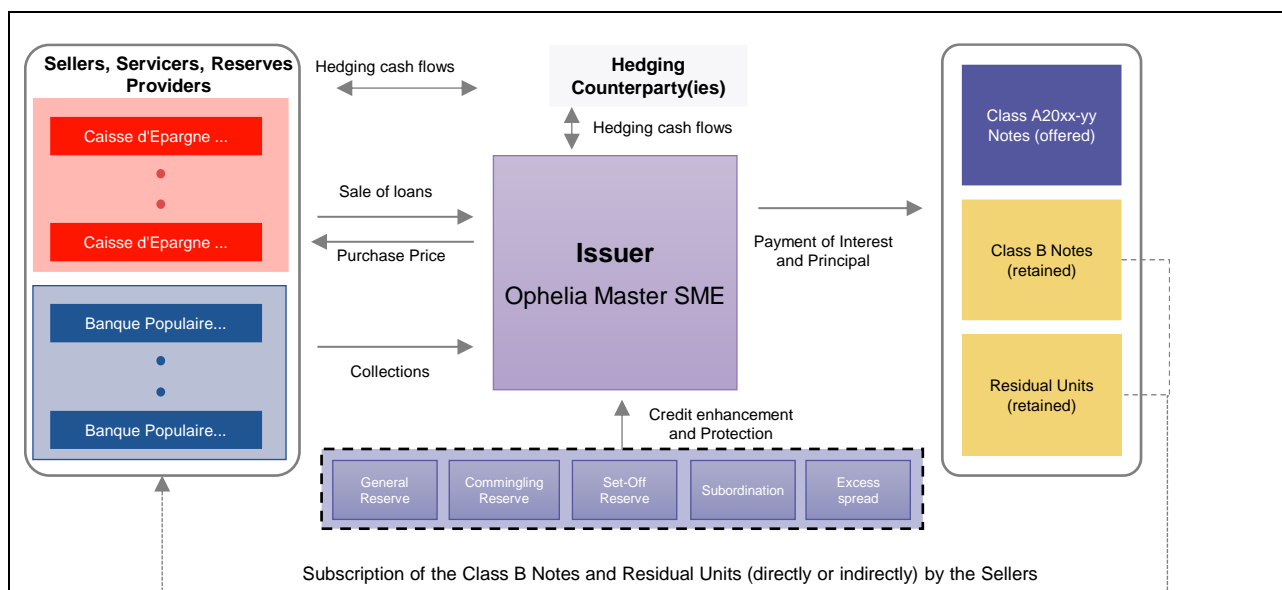 Sellers, Servicers, Reserves
Providers
Caisse d'Epargne ...
Caisse d'Epargne ...
Banque Populaire...
Banque Populaire...
Hedging cash flows
Hedging
Counterparty(ies)
Hedging cash flows
Sale of loans
Purchase Price
Collections
Issuer
Ophelia Master SME
Payment of Interest
and Principal
Class A20xx-yy
Notes (offered)
Class B Notes
(retained)
Residual Units
(retained)
Credit enhancement
and Protection
General
Reserve
Commingling
Reserve
Set-Off
Reserve
Subordination
Excess
spread
Subscription of the Class B Notes and Residual Units (directly or indirectly) by the Sellers